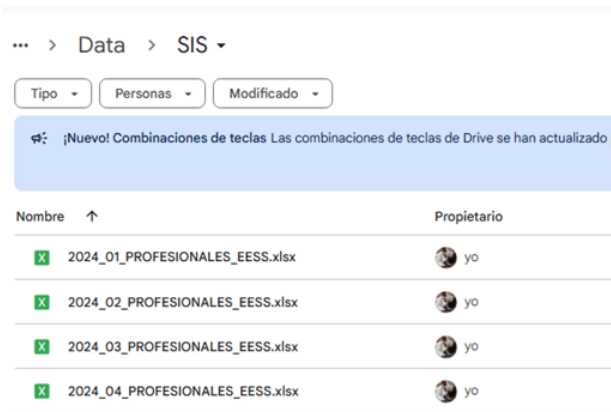 ... > Data > SIS
Tipo Personas Modificado
¡Nuevo! Combinaciones de teclas Las combinaciones de teclas de Drive se han actualizado
Nombre Propietario
X 2024_01_PROFESIONALES_EESS.xlsx yo
X 2024_02_PROFESIONALES_EESS.xlsx yo
X 2024_03_PROFESIONALES_EESS.xlsx yo
X 2024_04_PROFESIONALES_EESS.xlsx yo